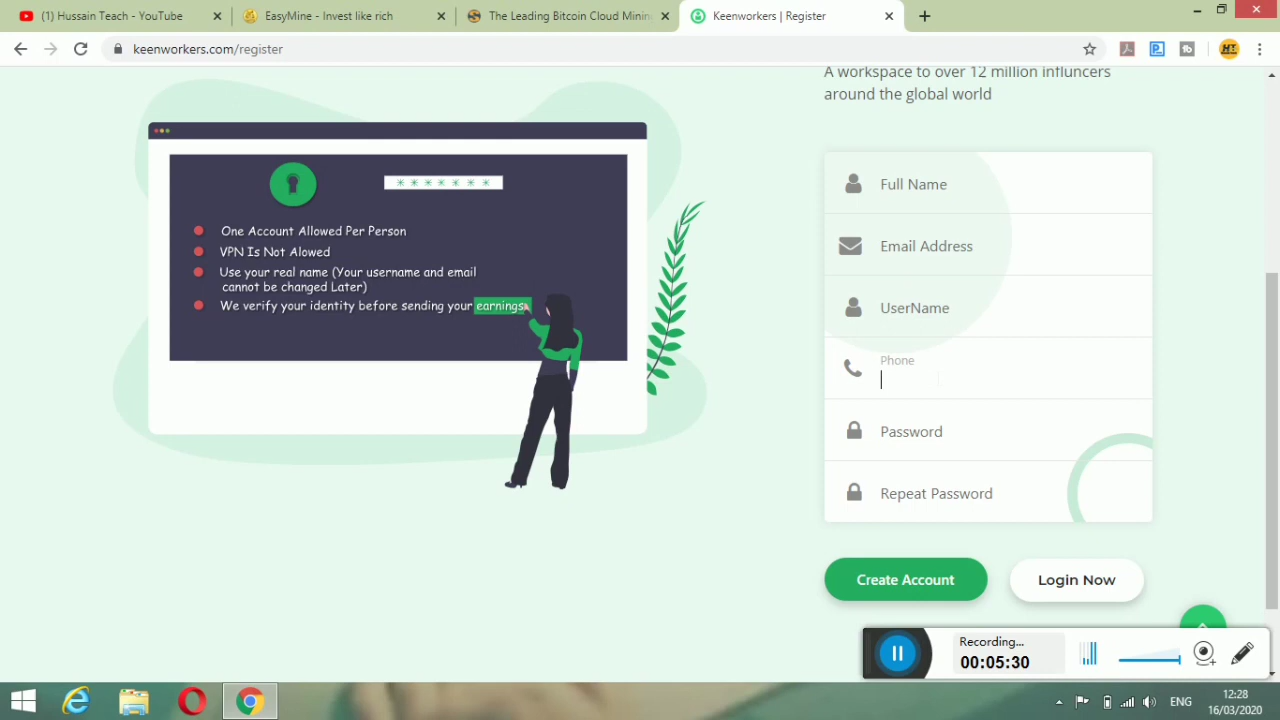 (1) Hussain Teach - YouTube
EasyMine - Invest like rich
The Leading Bitcoin Cloud Minin
Keenworkers | Register
keenworkers.com/register
A workspace to over 12 million influncers
around the global world
One Account Allowed Per Person
VPN Is Not Alowed
Use your real name (Your username and email
cannot be changed Later)
We verify your identity before sending your earnings
Full Name
Email Address
UserName
Phone
Password
Repeat Password
Create Account
Login Now
Recording...
00:05:30
ENG
12:28
16/03/2020